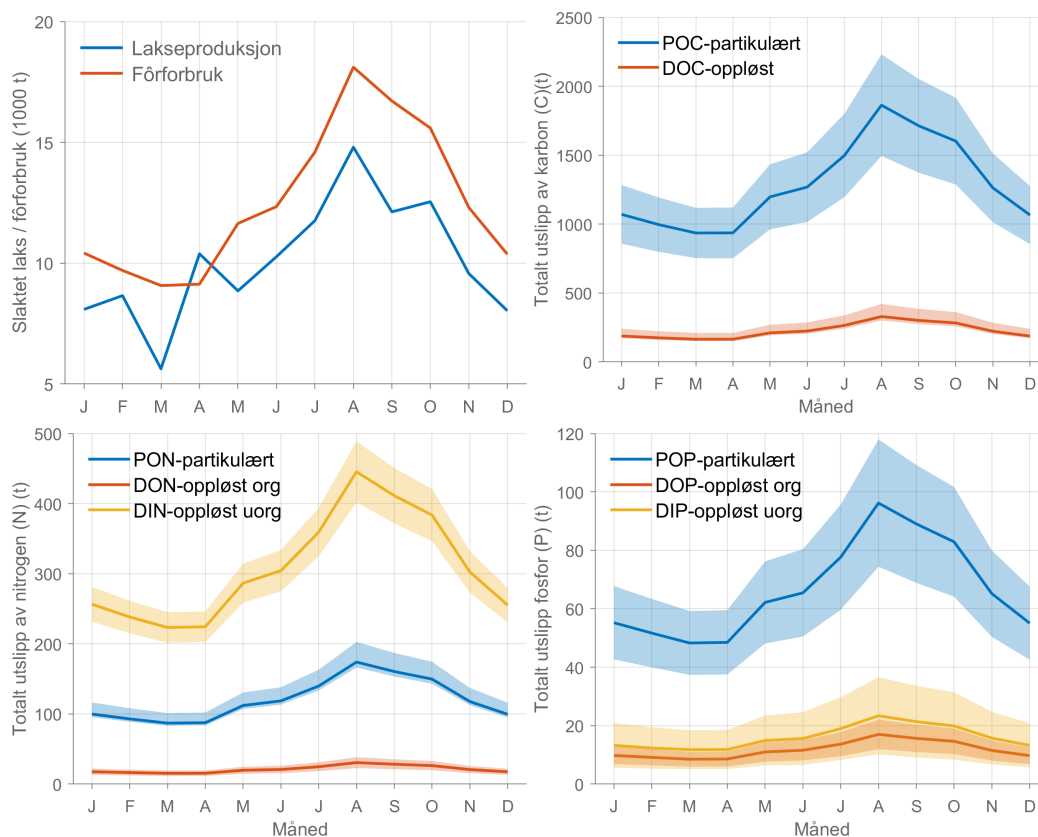 Slaktet laks / fôrforbruk (1000 t)
20
15
10
5
Lakseproduksjon
Fôrforbruk
J F M A M J J A S O N D
Totalt utslipp av karbon (C)(t)
2500
2000
1500
1000
500
0
POC-partikulært
DOC-oppløst
J F M A M J J A S O N D
Måned
Totalt utslipp av nitrogen (N) (t)
500
400
300
200
100
0
PON-partikulært
DON-oppløst org
DIN-oppløst uorg
J F M A M J J A S O N D
Måned
Totalt utslipp fosfor (P) (t)
120
100
80
60
40
20
0
POP-partikulært
DOP-oppløst org
DIP-oppløst uorg
J F M A M J J A S O N D
Måned